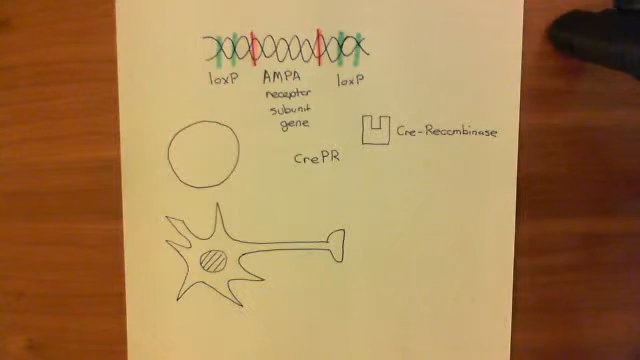 loxP AMPA loxP
receptor
subunit
gene
Cre-Recombinase
CrePR